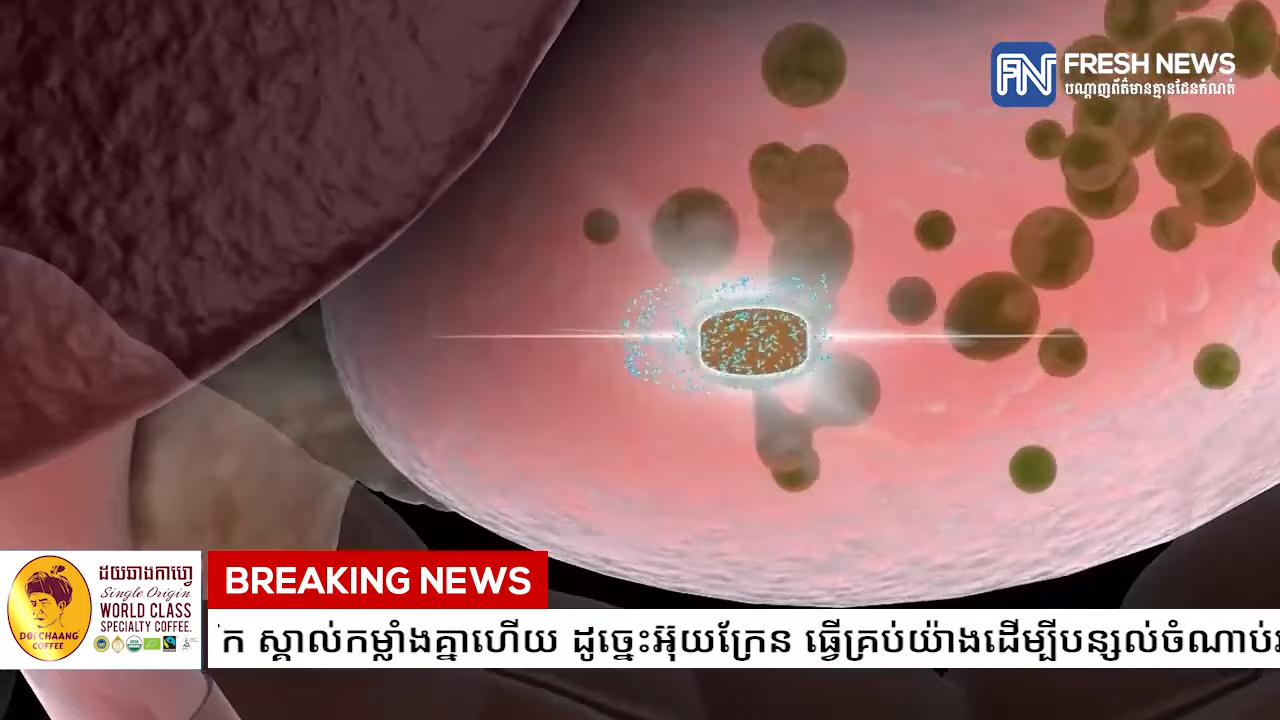 FRESH NEWS
បណ្តាញព័ត៌មានគ្មានដែនកំណត់
ដយឆាងកាហ្វេ
Single Origin
WORLD CLASS
SPECIALTY COFFEE.
DOI CHAANG
COFFEE
BREAKING NEWS
ក ស្គាល់កម្លាំងគ្នាហើយ ដូច្នេះអ៊ុយក្រែន ធ្វើគ្រប់យ៉ាងដើម្បីបន្សល់ចំណាប់